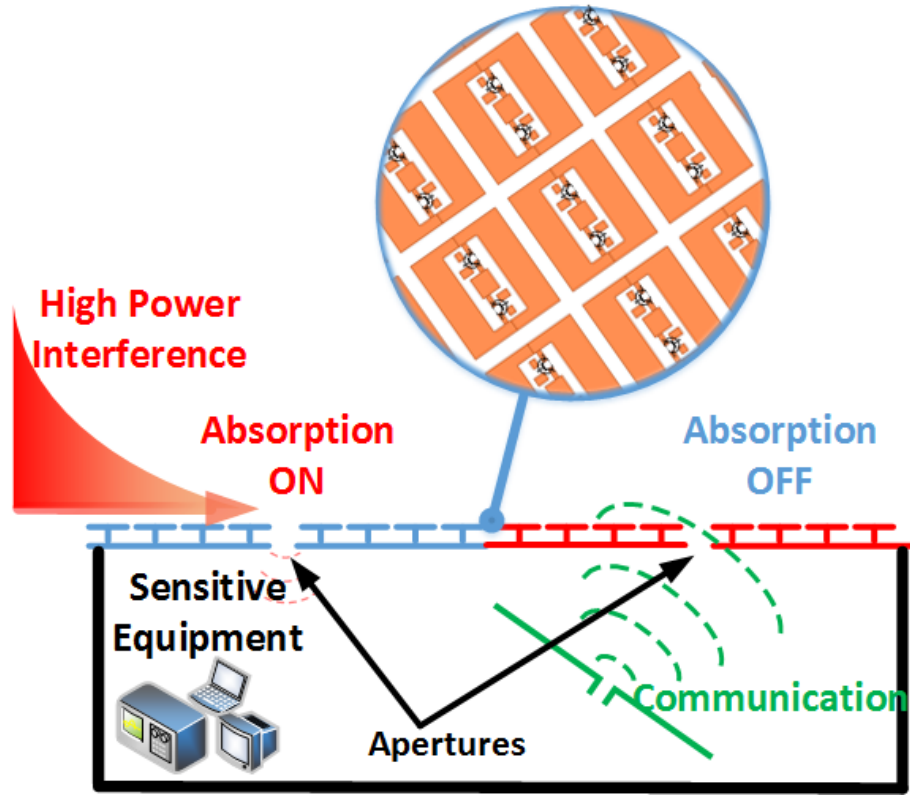 High Power
Interference
Absorption
ON
Absorption
OFF
Sensitive
Equipment
Apertures
Communication